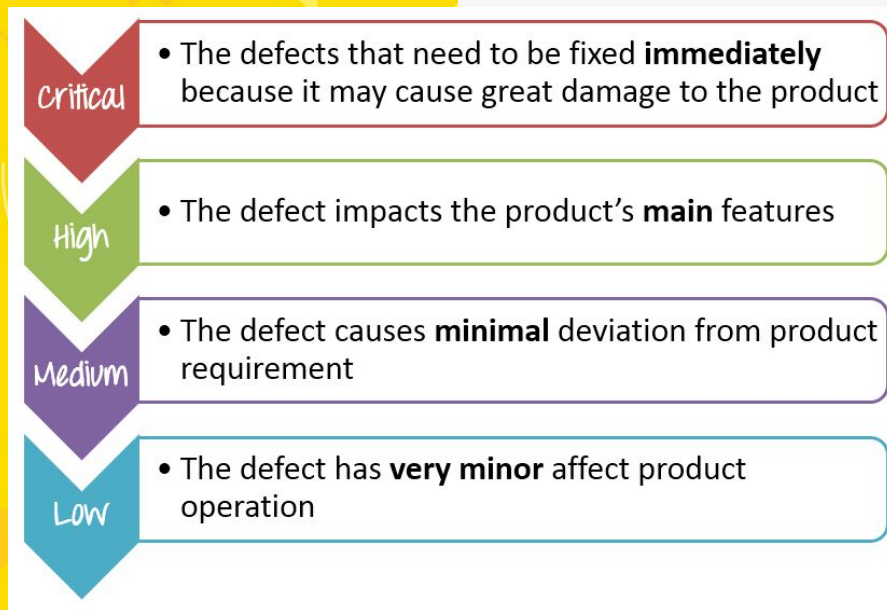 Critical
• The defects that need to be fixed immediately
because it may cause great damage to the product
High
• The defect impacts the product’s main features
Medium
• The defect causes minimal deviation from product
requirement
Low
• The defect has very minor affect product
operation